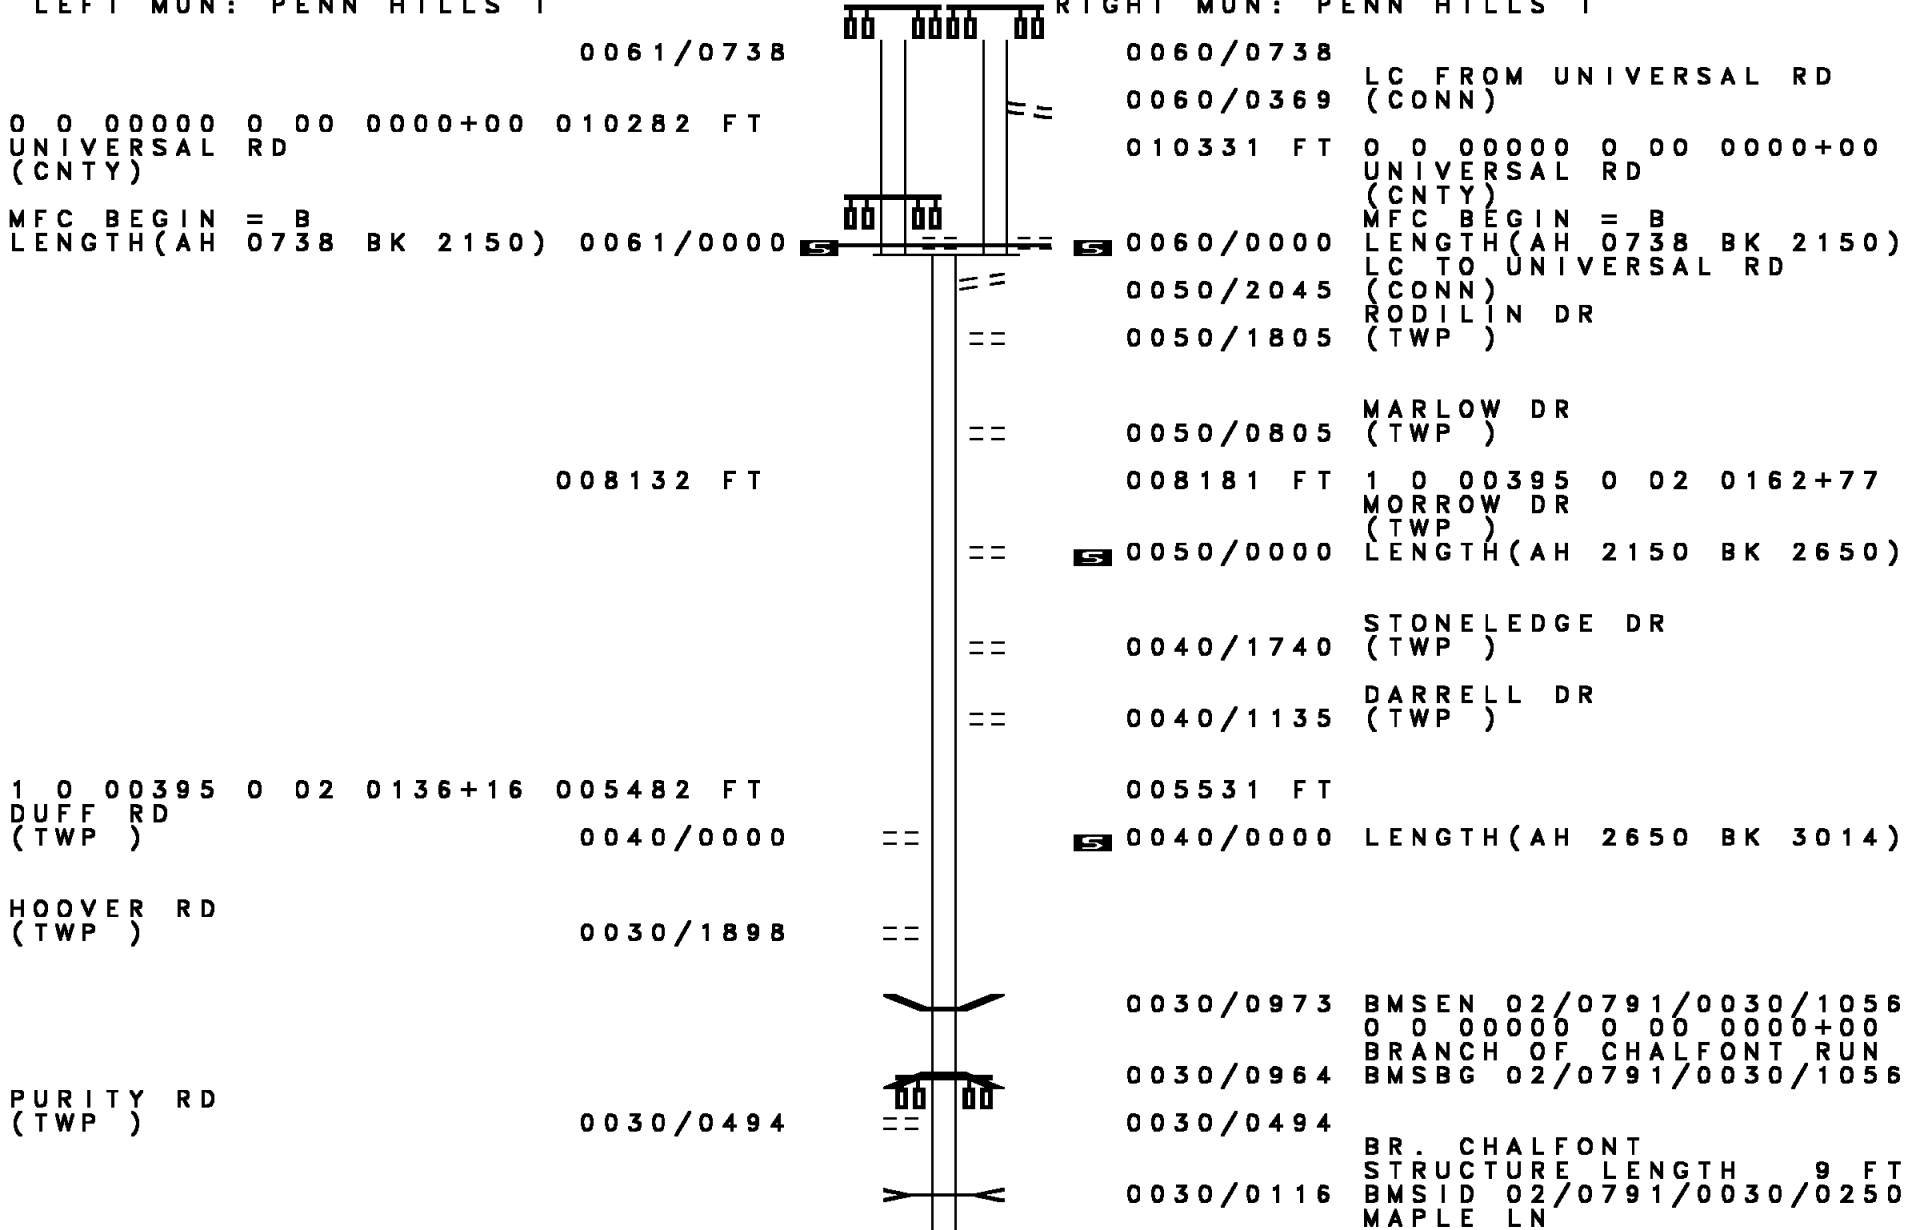 LEFT MUN: PENN HILLS T
RIGHT MUN: PENN HILLS T
0061/0738
0060/0738
LC FROM UNIVERSAL RD
0060/0369 (CONN)
0 0 00000 0 00 0000+00 010282 FT
UNIVERSAL RD
(CNTY)
010331 FT 0 0 00000 0 00 0000+00
UNIVERSAL RD
(CNTY)
MFC BEGIN = B
LENGTH(AH 0738 BK 2150) 0061/0000 S
MFC BEGIN = B
S 0060/0000 LENGTH(AH 0738 BK 2150)
LC TO UNIVERSAL RD
0050/2045 (CONN)
RODILIN DR
0050/1805 (TWP )
MARLOW DR
0050/0805 (TWP )
008132 FT
008181 FT 1 0 00395 0 02 0162+77
MORROW DR
(TWP )
S 0050/0000 LENGTH(AH 2150 BK 2650)
STONELEDGE DR
0040/1740 (TWP )
DARRELL DR
0040/1135 (TWP )
1 0 00395 0 02 0136+16 005482 FT
DUFF RD
(TWP ) 0040/0000
005531 FT
S 0040/0000 LENGTH(AH 2650 BK 3014)
HOOVER RD
(TWP ) 0030/1898
0030/0973 BMSEN 02/0791/0030/1056
0 0 00000 0 00 0000+00
BRANCH OF CHALFONT RUN
0030/0964 BMSBG 02/0791/0030/1056
PURITY RD
(TWP ) 0030/0494
0030/0494
BR. CHALFONT
STRUCTURE LENGTH 9 FT
0030/0116 BMSID 02/0791/0030/0250
MAPLE LN